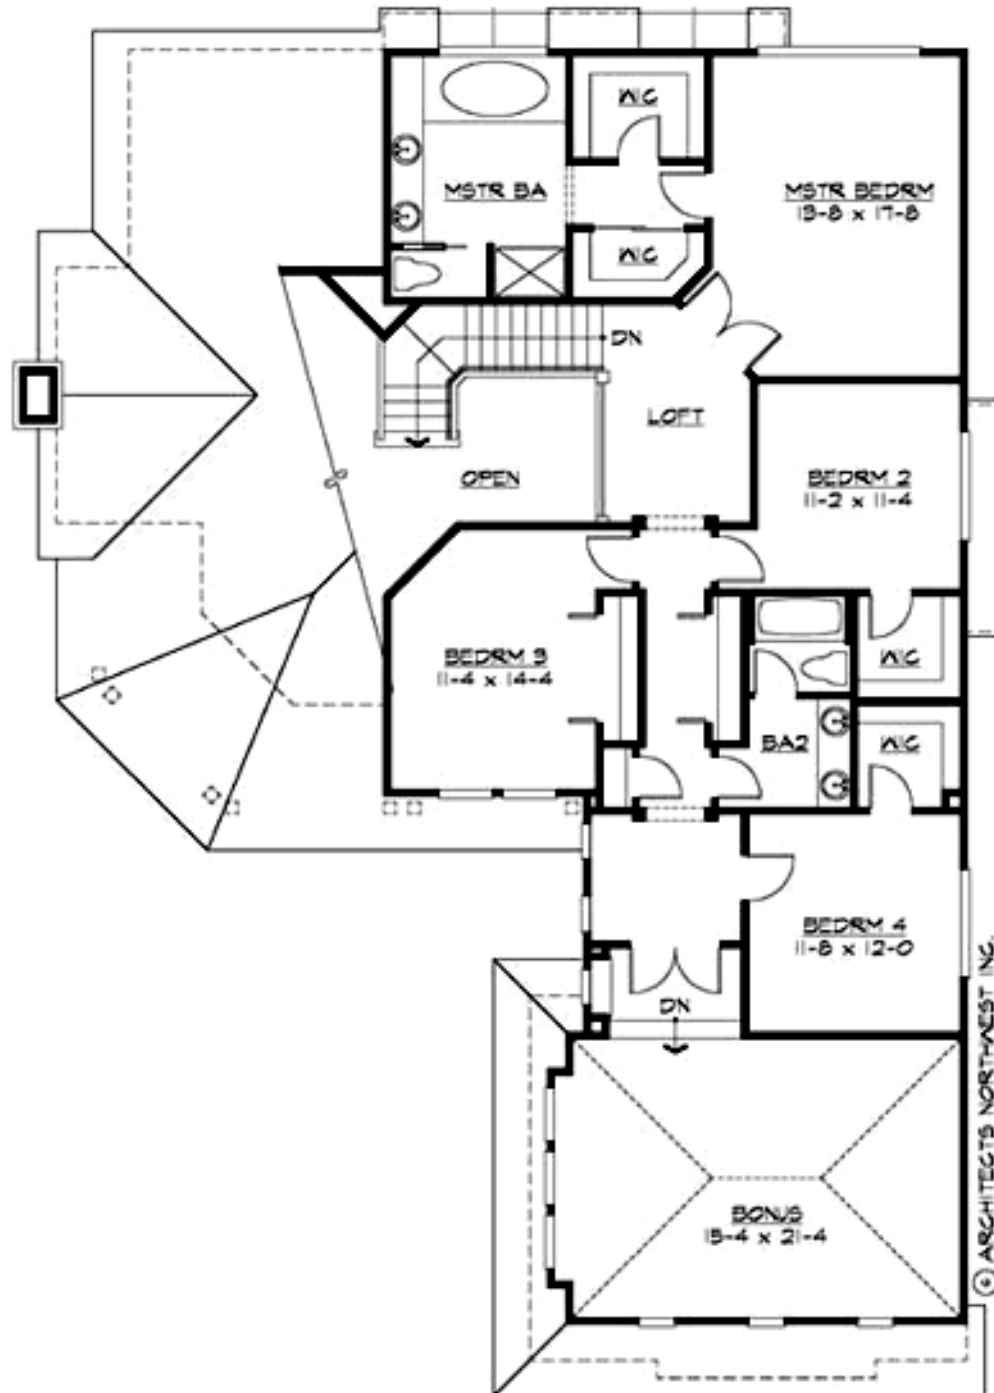 WIC
MSTR BA
MSTR BEDRM
13-8 x 17-8
WIC
DN
LOFT
OPEN
BEDRM 2
11-2 x 11-4
BEDRM 3
11-4 x 14-4
WIC
BA2
WIC
BEDRM 4
11-8 x 12-0
DN
BONUS
15-4 x 21-4
© ARCHITECTS NORTHWEST INC.